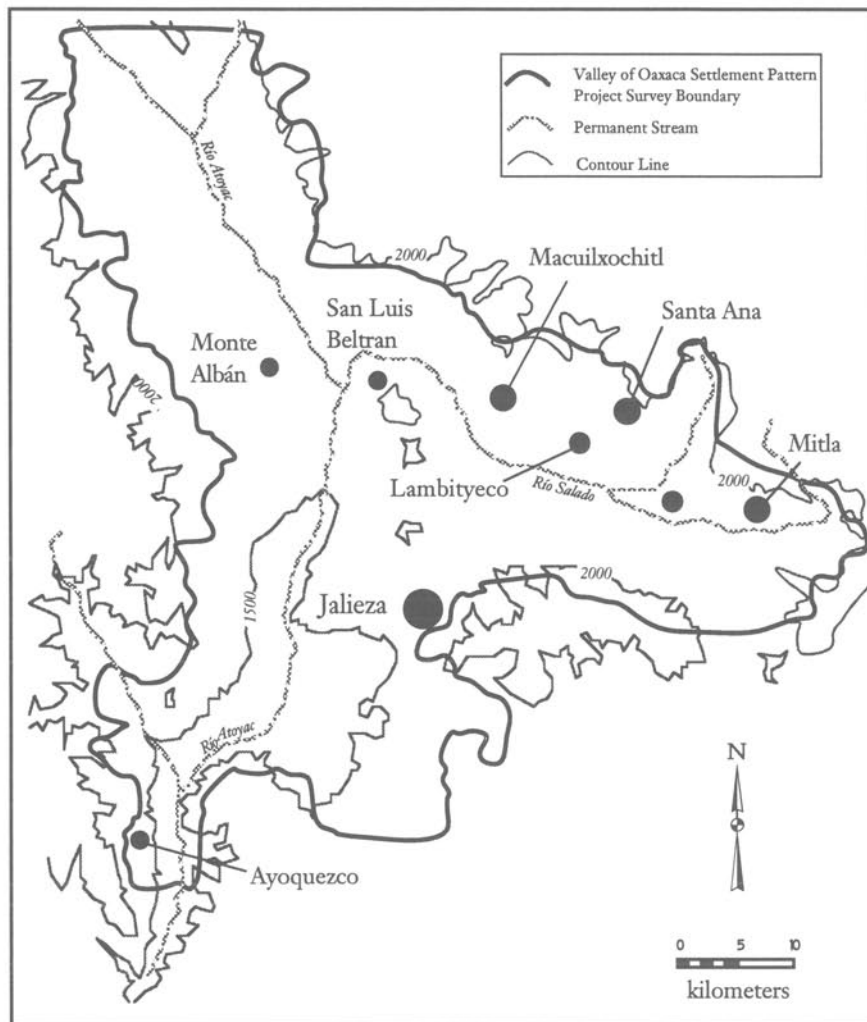 Valley of Oaxaca Settlement Pattern
Project Survey Boundary
Permanent Stream
Contour Line
Río Atoyac
2000
Macuilxochitl
San Luis
Beltran
Santa Ana
Monte
Albán
2000
Mitla
Lambityeco
Río Salado
2000
2000
Jalieza
1500
Río Atoyac
N
Ayoquezco
0 5 10
kilometers